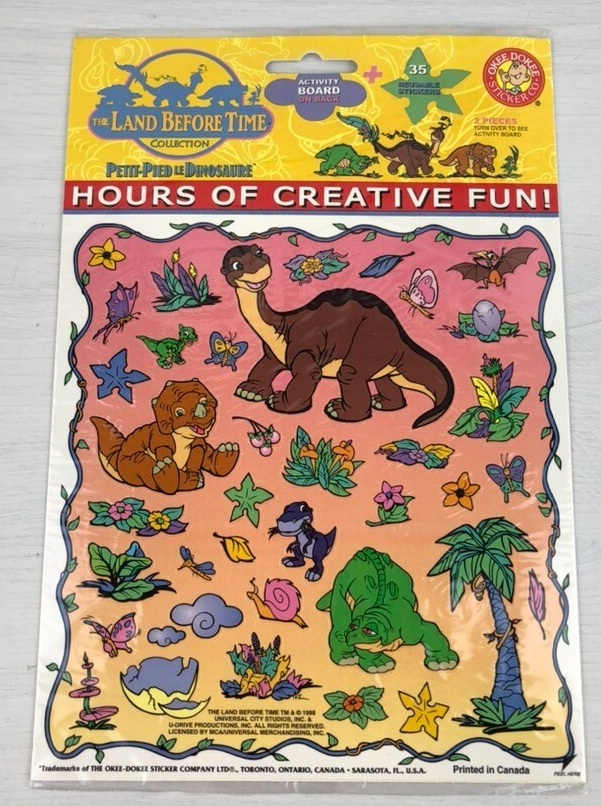 THE LAND BEFORE TIME™
COLLECTION
PETIT-PIED LE DINOSAURE™
ACTIVITY
BOARD
ON BACK
+
35
REUSABLE
STICKERS
OKEE DOKEE
STICKER CO.
®
2 PIECES
TURN OVER TO SEE
ACTIVITY BOARD
HOURS OF CREATIVE FUN!
THE LAND BEFORE TIME TM & © 1996
UNIVERSAL CITY STUDIOS, INC. &
U-DRIVE PRODUCTIONS, INC. ALL RIGHTS RESERVED.
LICENSED BY MCA/UNIVERSAL MERCHANDISING, INC.
*Trademarks of THE OKEE-DOKEE STICKER COMPANY LTD®., TORONTO, ONTARIO, CANADA • SARASOTA, FL., U.S.A.
Printed in Canada
PEEL HERE